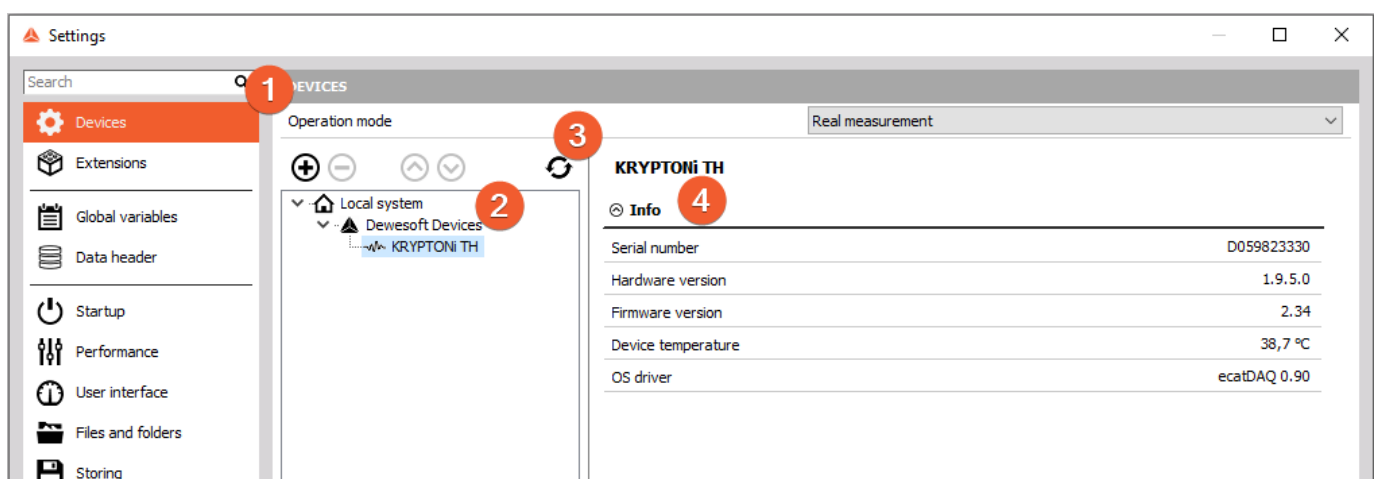 Settings
Search
1
DEVICES
Devices
Operation mode
Real measurement
3
Extensions
KRYPTONi TH
Local system
2
Info
4
Global variables
Dewesoft Devices
KRYPTONi TH
Serial number
D059823330
Data header
Hardware version
1.9.5.0
Startup
Firmware version
2.34
Performance
Device temperature
38,7 °C
OS driver
ecatDAQ 0.90
User interface
Files and folders
Storing